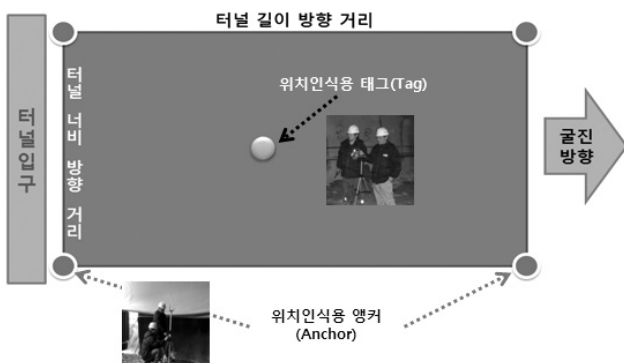 터널 길이 방향 거리
터널입구
터널 너비 방향 거리
위치인식용 태그(Tag)
굴진
방향
위치인식용 앵커
(Anchor)